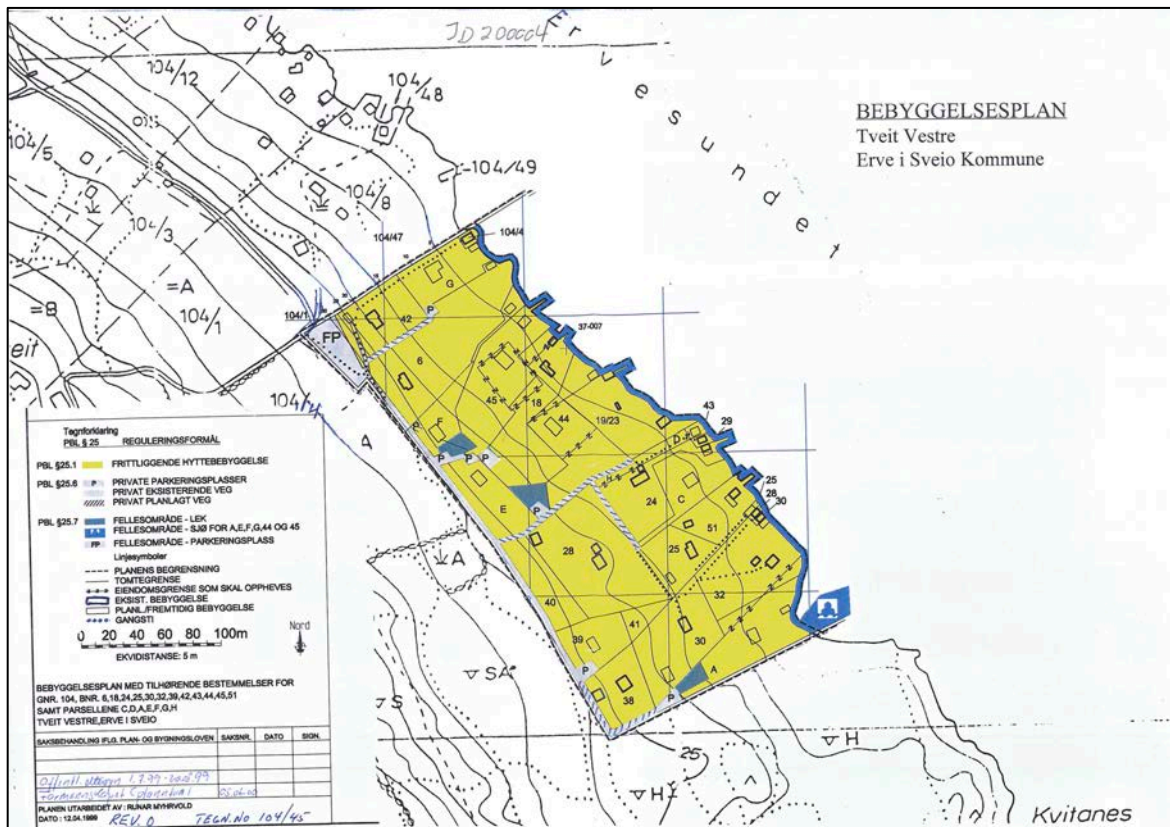 JD 200004
Ervesundet
BEBYGGELSESPLAN
Tveit Vestre
Erve i Sveio Kommune
104/12
104/48
104/5
104/49
104/8
104/3
104/47
104/4
=A
=8
104/1
104/1
G
42
P
FP
37-007
6
45
18
44
19/23
43
29
D
P
F
P
P
P
A
E
P
24
C
25
28
30
51
28
25
A
32
40
41
39
30
P
A
38
P
SA
S
H
25
H
Kvitanes
eit
104/
Tegnforklaring
PBL § 25 REGULERINGSFORMÅL
PBL §25.1 FRITTLIGGENDE HYTTEBEBYGGELSE
PBL §25.6 P PRIVATE PARKERINGSPLASSER
PRIVAT EKSISTERENDE VEG
PRIVAT PLANLAGT VEG
PBL §25.7 FELLESOMRÅDE - LEK
FELLESOMRÅDE - SJØ FOR A,E,F,G,44 OG 45
FP FELLESOMRÅDE - PARKERINGSPLASS
Linjesymboler
PLANENS BEGRENSNING
TOMTEGRENSE
EIENDOMSGRENSE SOM SKAL OPPHEVES
EKSIST. BEBYGGELSE
PLANL./FREMTIDIG BEBYGGELSE
GANGSTI
0 20 40 60 80 100m
Nord
EKVIDISTANSE: 5 m
BEBYGGELSESPLAN MED TILHØRENDE BESTEMMELSER FOR
GNR. 104, BNR. 6,18,24,25,30,32,39,42,43,44,45,51
SAMT PARSELLENE C,D,A,E,F,G,H
TVEIT VESTRE,ERVE I SVEIO
SAKSBEHANDLING IFLG. PLAN- OG BYGNINGSLOVEN SAKSNR. DATO SIGN.
PLANEN UTARBEIDET AV : RUNAR MYHRVOLD
DATO : 12.04.1999 REV. 0 TEGN.NO 104/45